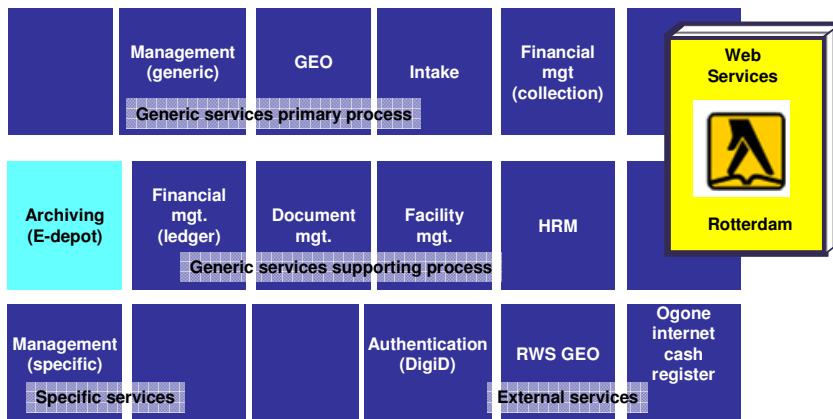 Management
(generic)
GEO
Intake
Financial
mgt
(collection)
Generic services primary process
Web
Services
Rotterdam
Archiving
(E-depot)
Financial
mgt.
(ledger)
Document
mgt.
Facility
mgt.
HRM
Generic services supporting process
Management
(specific)
Authentication
(DigiD)
RWS GEO
Ogone
internet
cash
register
Specific services
External services